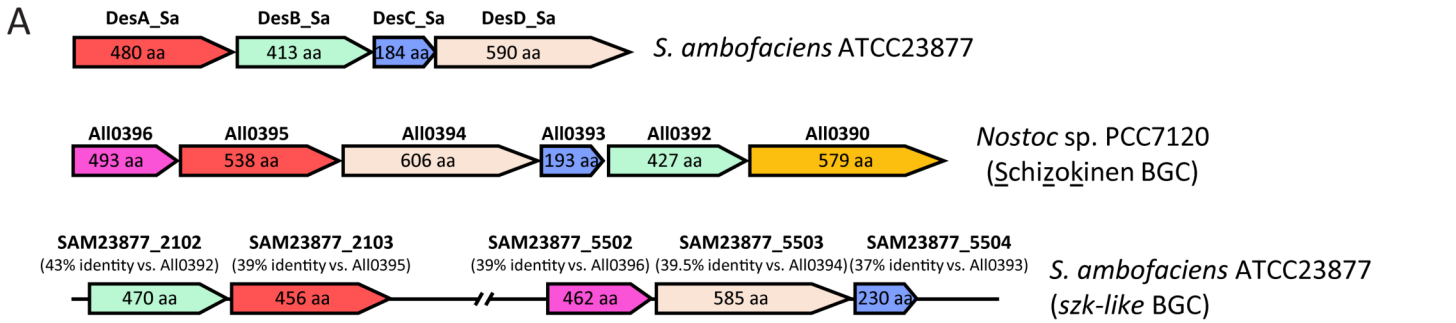 A
DesA_Sa DesB_Sa DesC_Sa DesD_Sa
480 aa 413 aa 184 aa 590 aa
S. ambofaciens ATCC23877
All0396 All0395 All0394 All0393 All0392 All0390
493 aa 538 aa 606 aa 193 aa 427 aa 579 aa
Nostoc sp. PCC7120
(Schizokinen BGC)
SAM23877_2102 SAM23877_2103 SAM23877_5502 SAM23877_5503 SAM23877_5504
(43% identity vs. All0392) (39% identity vs. All0395) (39% identity vs. All0396) (39.5% identity vs. All0394) (37% identity vs. All0393)
470 aa 456 aa 462 aa 585 aa 230 aa
S. ambofaciens ATCC23877
(szk-like BGC)